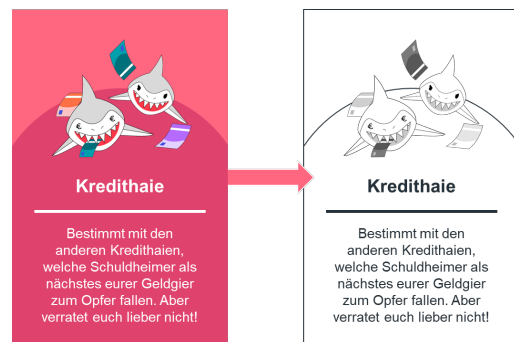 Kredithaie
Bestimmt mit den
anderen Kredithaien,
welche Schuldheimer als
nächstes eurer Geldgier
zum Opfer fallen. Aber
verratet euch lieber nicht!
Kredithaie
Bestimmt mit den
anderen Kredithaien,
welche Schuldheimer als
nächstes eurer Geldgier
zum Opfer fallen. Aber
verratet euch lieber nicht!